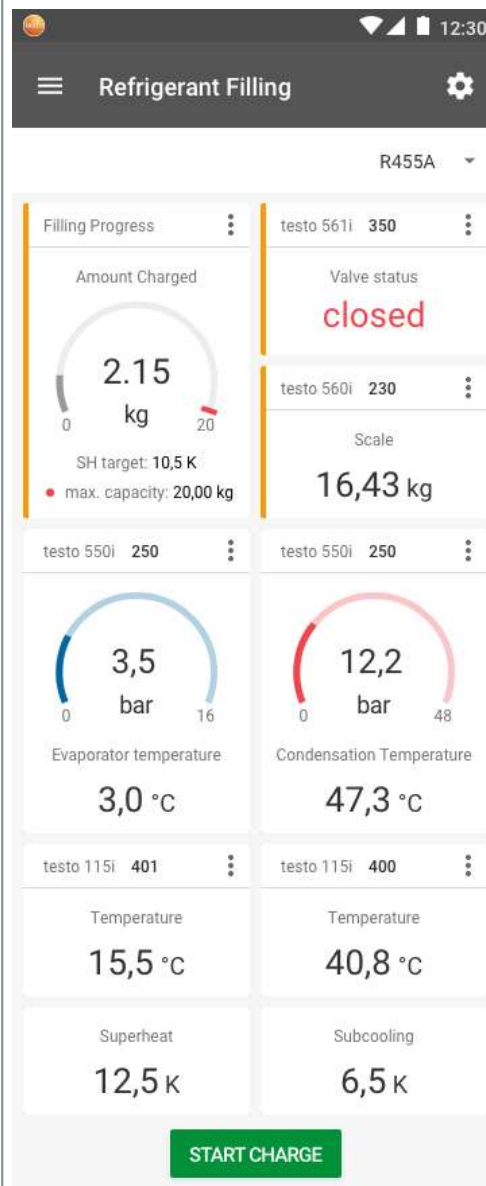 12:30
Refrigerant Filling
R455A
Filling Progress
Amount Charged
2.15
kg
0
20
SH target: 10,5 K
max. capacity: 20,00 kg
testo 561i 350
Valve status
closed
testo 560i 230
Scale
16,43 kg
testo 550i 250
3,5
bar
0
16
Evaporator temperature
3,0 °C
testo 550i 250
12,2
bar
0
48
Condensation Temperature
47,3 °C
testo 115i 401
Temperature
15,5 °C
testo 115i 400
Temperature
40,8 °C
Superheat
12,5 K
Subcooling
6,5 K
START CHARGE